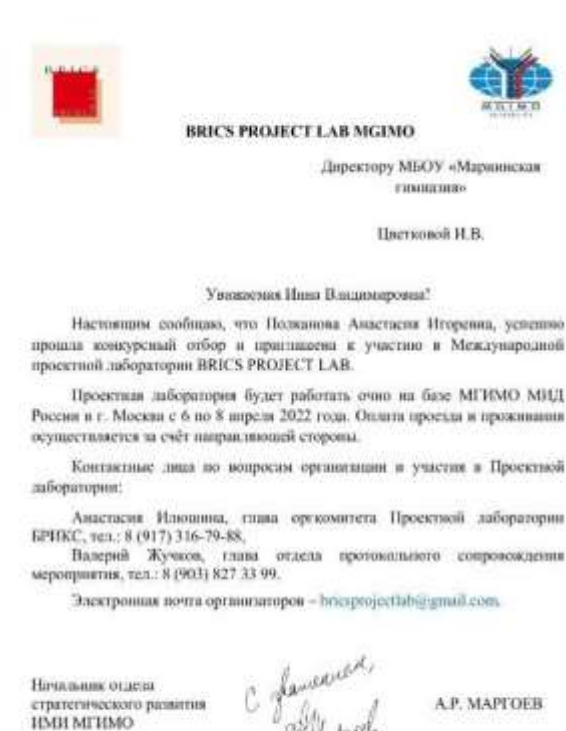 BRICS
MGIMO
BRICS PROJECT LAB MGIMO
Директору МБОУ «Мариинская
гимназия»
Цветковой И.В.
Уважаемая Инна Владимировна!
Настоящим сообщаю, что Полканова Анастасия Игоревна, успешно
прошла конкурсный отбор и приглашена к участию в Международной
проектной лаборатории BRICS PROJECT LAB.
Проектная лаборатория будет работать очно на базе МГИМО МИД
России в г. Москва с 6 по 8 апреля 2022 года. Оплата проезда и проживания
осуществляется за счёт направляющей стороны.
Контактные лица по вопросам организации и участия в Проектной
лаборатории:
Анастасия Илюшина, глава оргкомитета Проектной лаборатории
БРИКС, тел.: 8 (917) 316-79-88,
Валерий Жучков, глава отдела протокольного сопровождения
мероприятия, тел.: 8 (903) 827 33 99.
Электронная почта организаторов – bricsprojectlab@gmail.com.
С уважением,
Начальник отдела
стратегического развития
А.Р. МАРГОЕВ
ИМИ МГИМО